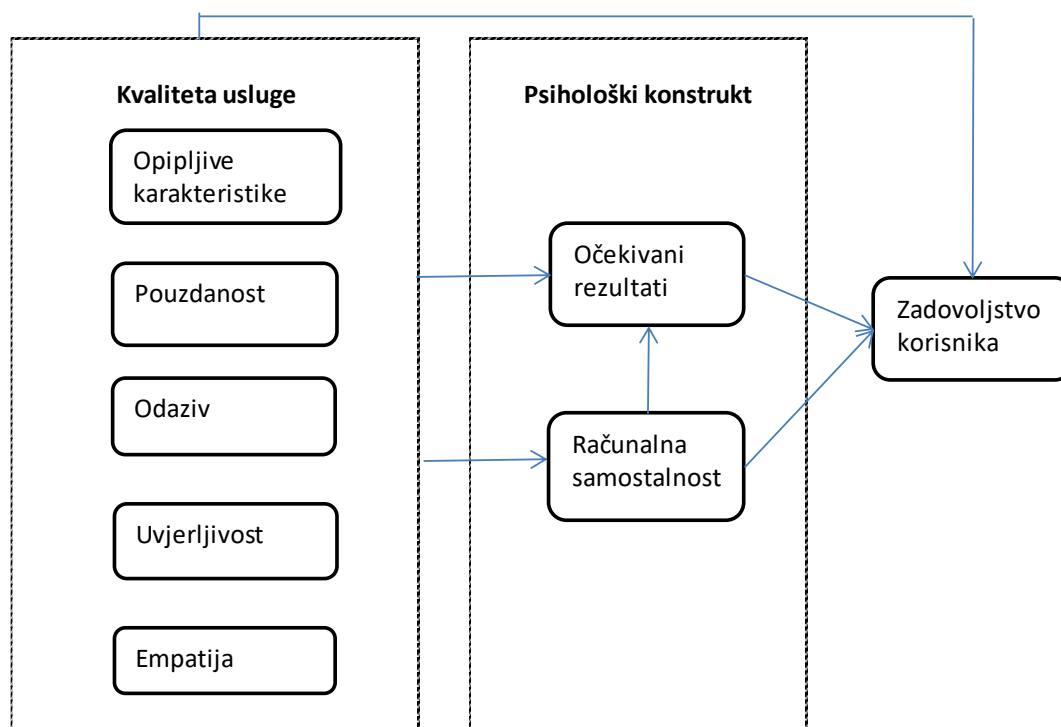 Kvaliteta usluge
Opipljive
karakteristike
Pouzdanost
Odaziv
Uvjerljivost
Empatija
Psihološki konstrukt
Očekivani
rezultati
Računalna
samostalnost
Zadovoljstvo
korisnika